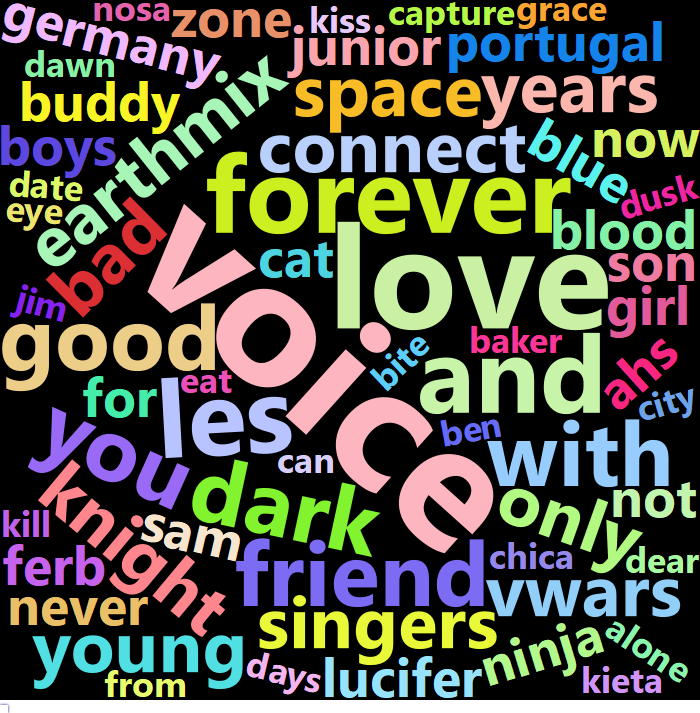 nosa
zone
kiss
capture
grace
germany
junior
portugal
dawn
space
years
buddy
earthmix
connect
blue
now
boys
forever
date
dusk
eye
blood
bad
cat
love
son
jim
voice
girl
good
baker
bite
and
ahs
eat
for
les
city
you
ben
with
can
dark
only
not
knight
sam
kill
ferb
friend
chica
dear
never
vwars
singers
young
ninja
alone
days
lucifer
from
kieta